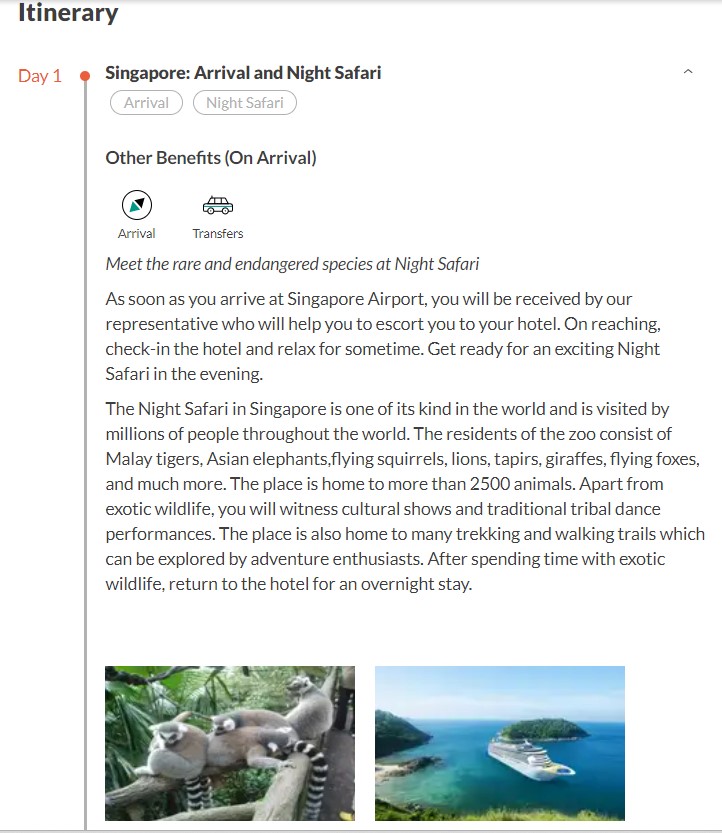 Itinerary
Day 1
Singapore: Arrival and Night Safari
Arrival
Night Safari
Other Benefits (On Arrival)
Arrival
Transfers
Meet the rare and endangered species at Night Safari
As soon as you arrive at Singapore Airport, you will be received by our
representative who will help you to escort you to your hotel. On reaching,
check-in the hotel and relax for sometime. Get ready for an exciting Night
Safari in the evening.
The Night Safari in Singapore is one of its kind in the world and is visited by
millions of people throughout the world. The residents of the zoo consist of
Malay tigers, Asian elephants,flying squirrels, lions, tapirs, giraffes, flying foxes,
and much more. The place is home to more than 2500 animals. Apart from
exotic wildlife, you will witness cultural shows and traditional tribal dance
performances. The place is also home to many trekking and walking trails which
can be explored by adventure enthusiasts. After spending time with exotic
wildlife, return to the hotel for an overnight stay.